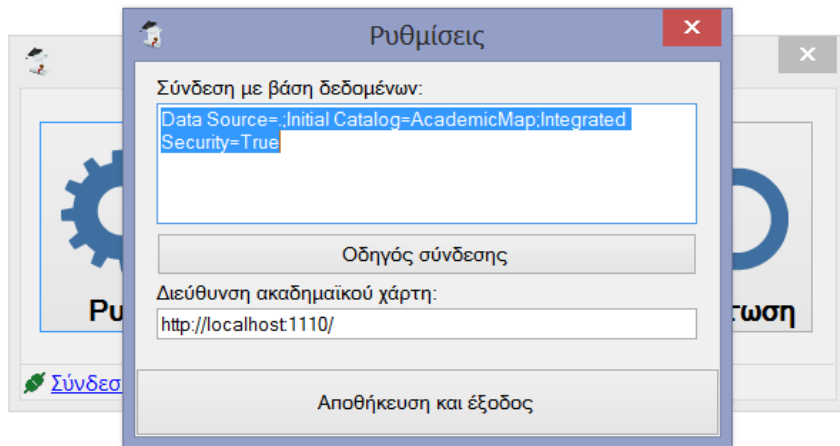 Ρυθμίσεις
Σύνδεση με βάση δεδομένων:
Data Source=.;Initial Catalog=AcademicMap;Integrated
Security=True
Οδηγός σύνδεσης
Διεύθυνση ακαδημαϊκού χάρτη:
http://localhost:1110/
Αποθήκευση και έξοδος